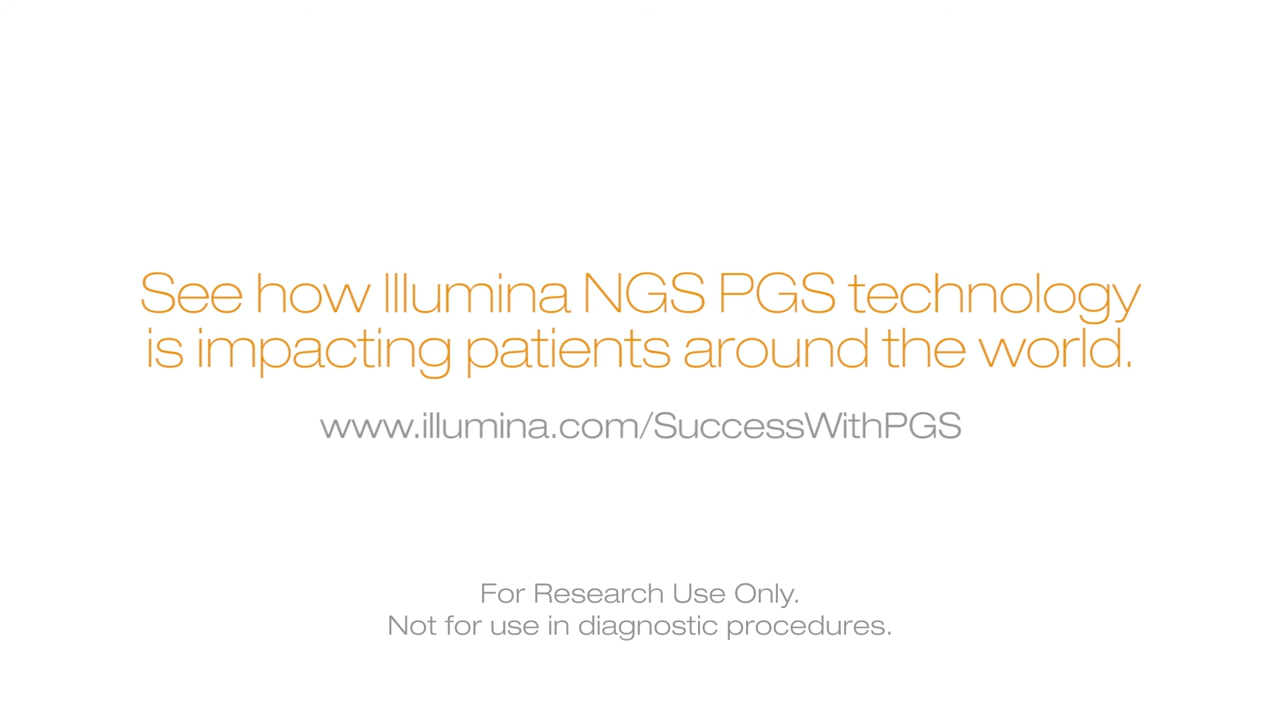 See how Illumina NGS PGS technology
is impacting patients around the world.
www.illumina.com/SuccessWithPGS
For Research Use Only.
Not for use in diagnostic procedures.